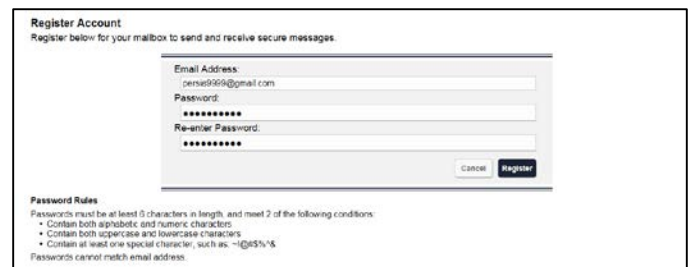 Register Account
Register below for your mailbox to send and receive secure messages.
Email Address:
persis9999@gmail.com
Password:
Re-enter Password:
Cancel Register
Password Rules
Passwords must be at least 6 characters in length, and meet 2 of the following conditions:
• Contain both alphabetic and numeric characters
• Contain both uppercase and lowercase characters
• Contain at least one special character, such as: ~!@#$%^&
Passwords cannot match email address.